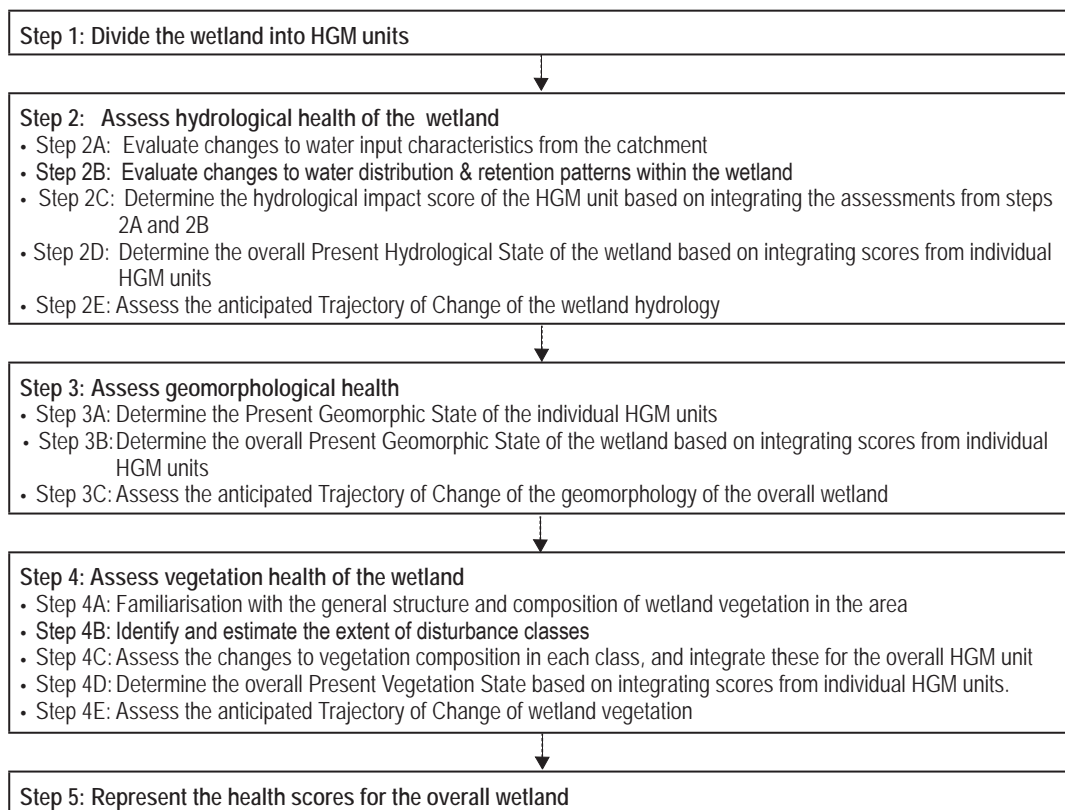 Step 1: Divide the wetland into HGM units
Step 2: Assess hydrological health of the wetland
• Step 2A: Evaluate changes to water input characteristics from the catchment
• Step 2B: Evaluate changes to water distribution & retention patterns within the wetland
• Step 2C: Determine the hydrological impact score of the HGM unit based on integrating the assessments from steps
2A and 2B
• Step 2D: Determine the overall Present Hydrological State of the wetland based on integrating scores from individual
HGM units
• Step 2E: Assess the anticipated Trajectory of Change of the wetland hydrology
Step 3: Assess geomorphological health
• Step 3A: Determine the Present Geomorphic State of the individual HGM units
• Step 3B: Determine the overall Present Geomorphic State of the wetland based on integrating scores from individual
HGM units
• Step 3C: Assess the anticipated Trajectory of Change of the geomorphology of the overall wetland
Step 4: Assess vegetation health of the wetland
• Step 4A: Familiarisation with the general structure and composition of wetland vegetation in the area
• Step 4B: Identify and estimate the extent of disturbance classes
• Step 4C: Assess the changes to vegetation composition in each class, and integrate these for the overall HGM unit
• Step 4D: Determine the overall Present Vegetation State based on integrating scores from individual HGM units.
• Step 4E: Assess the anticipated Trajectory of Change of wetland vegetation
Step 5: Represent the health scores for the overall wetland